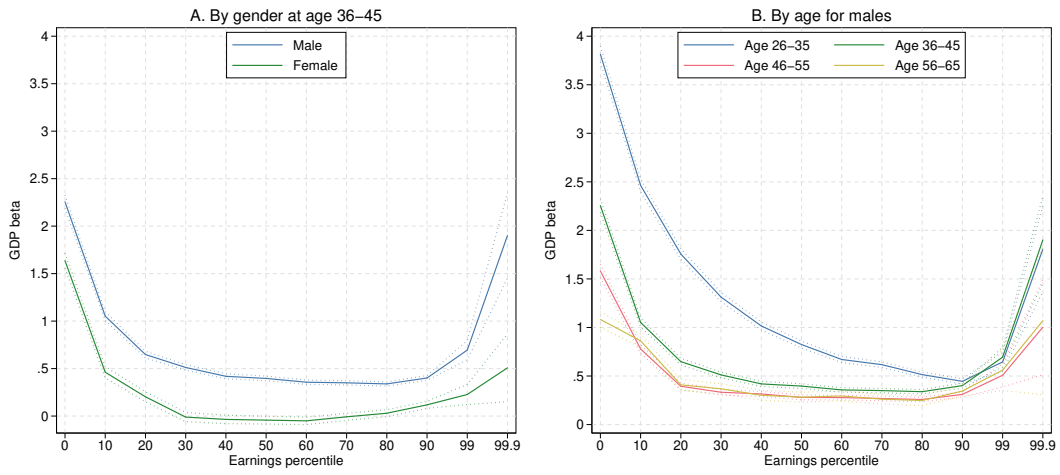 A. By gender at age 36−45
Male
Female
4
3.5
3
2.5
2
1.5
1
.5
0
GDP beta
0 10 20 30 40 50 60 70 80 90 99 99.9
Earnings percentile
B. By age for males
Age 26−35 Age 36−45
Age 46−55 Age 56−65
4
3.5
3
2.5
2
1.5
1
.5
0
GDP beta
0 10 20 30 40 50 60 70 80 90 99 99.9
Earnings percentile